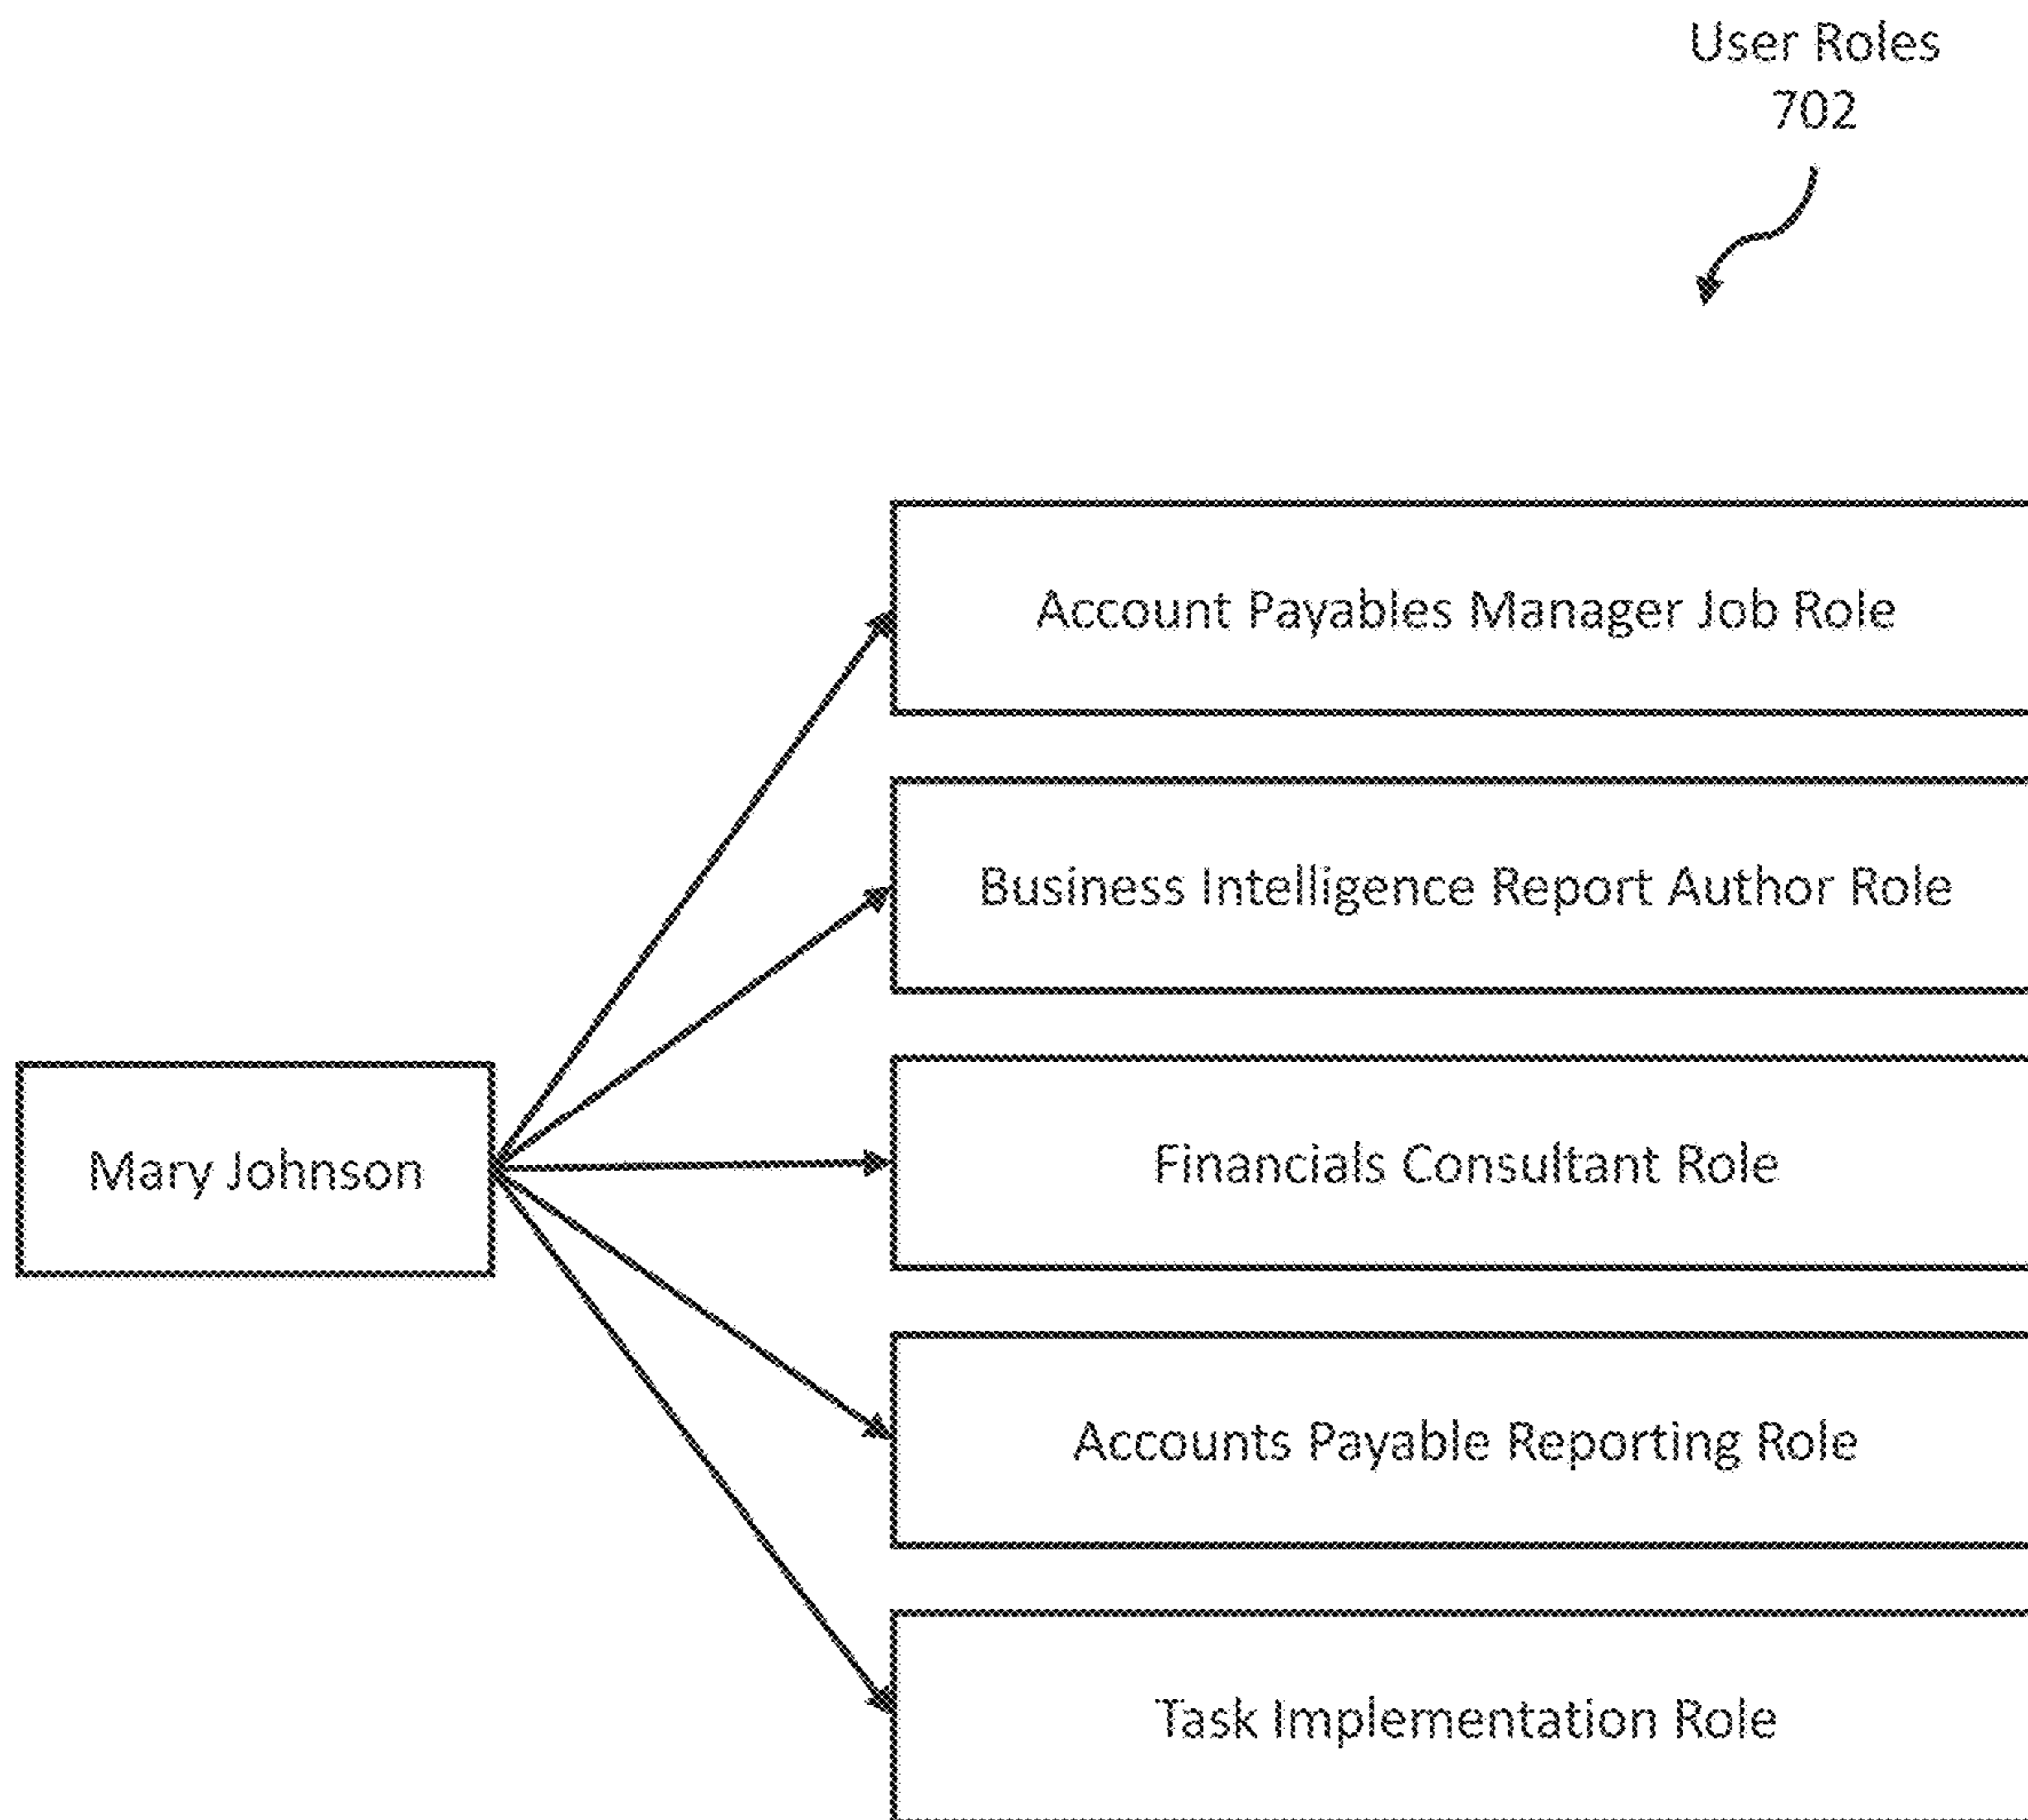 User Roles
702
Account Payables Manager Job Role
Business Intelligence Report Author Role
Mary Johnson
Financials Consultant Role
Accounts Payable Reporting Role
Task Implementation Role